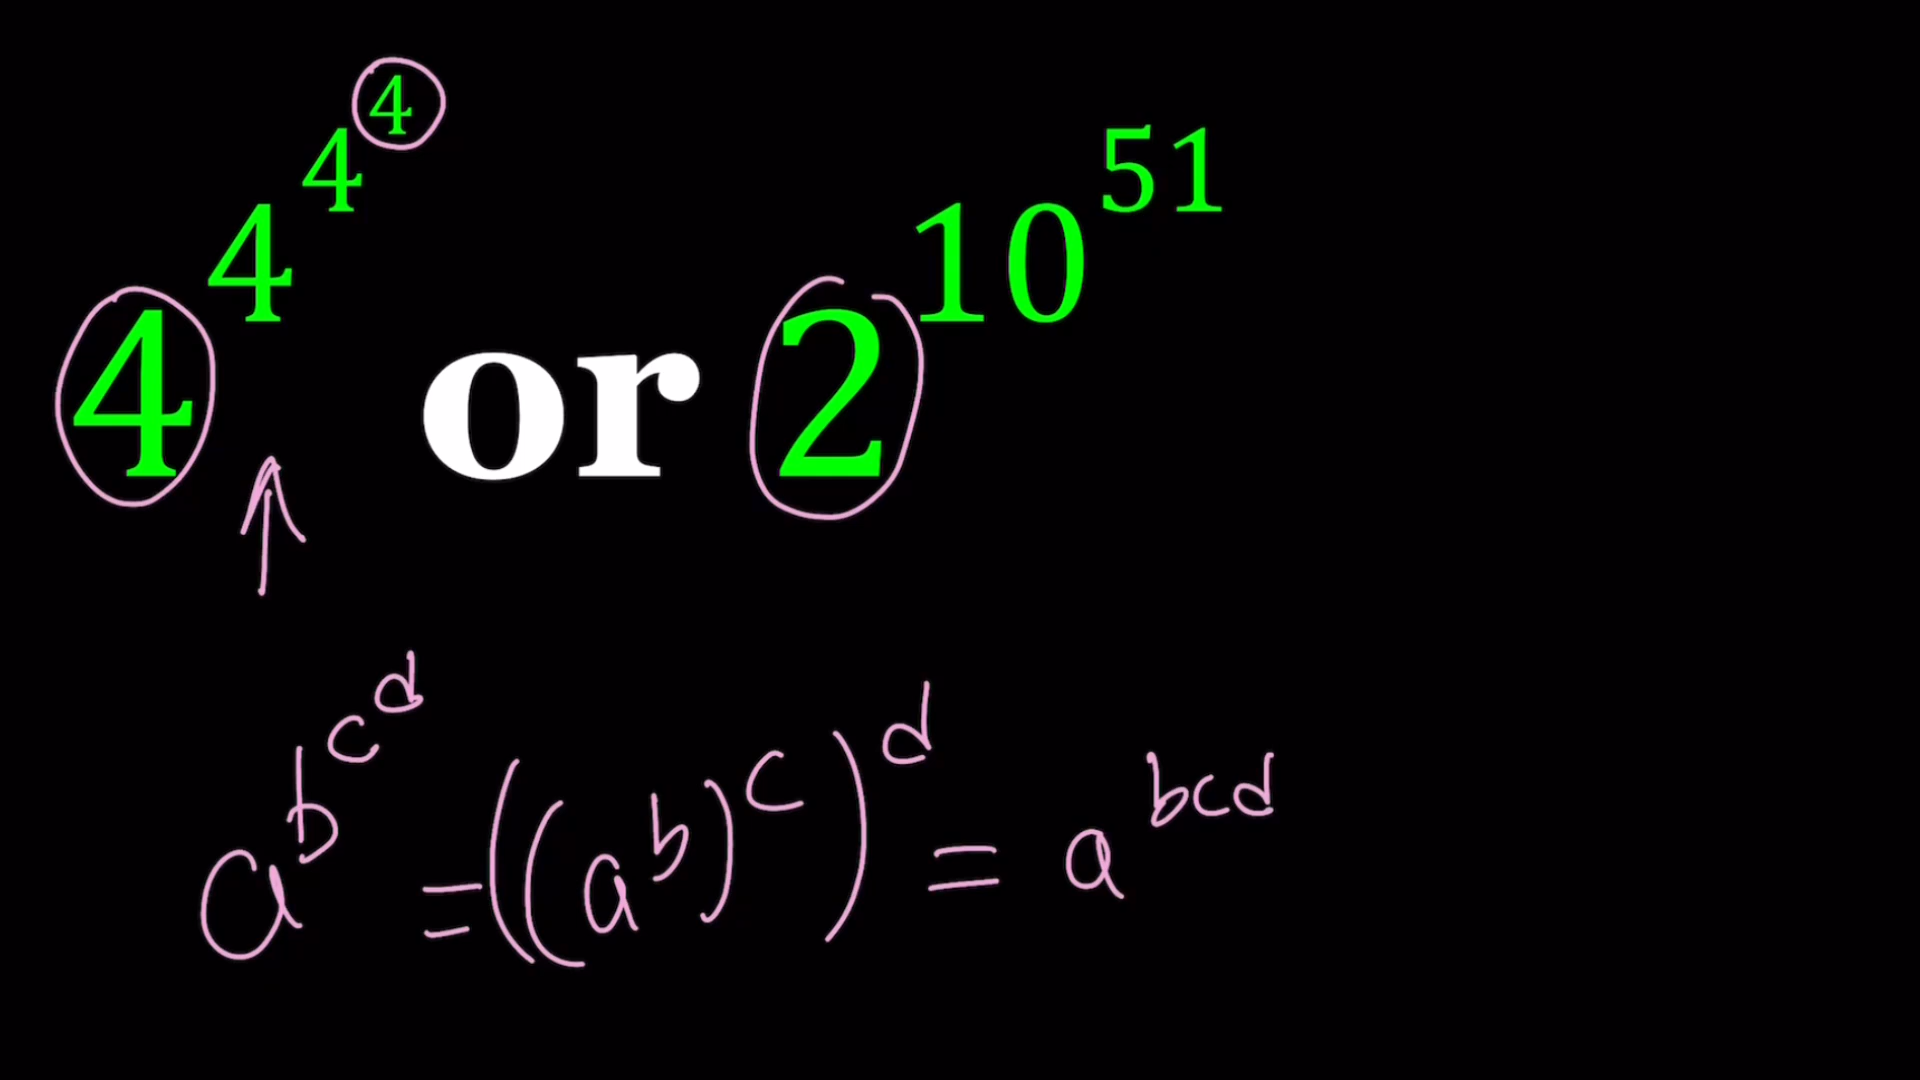 4^4^4^4 or 2^10^51
a^b^c^d = ((a^b)^c)^d = a^bcd